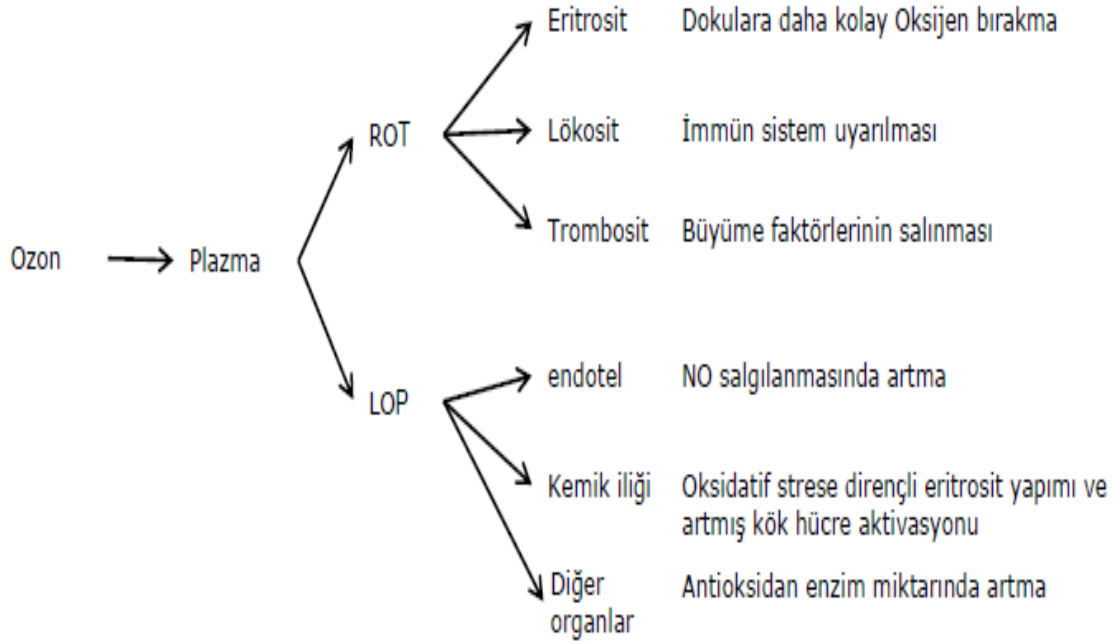 Eritrosit Dokulara daha kolay Oksijen bırakma
ROT
Lökosit İmmün sistem uyarılması
Trombosit Büyüme faktörlerinin salınması
Ozon Plazma
endotel NO salgılanmasında artma
LOP
Kemik iliği Oksidatif strese dirençli eritrosit yapımı ve
artmış kök hücre aktivasyonu
Diğer Antioksidan enzim miktarında artma
organlar